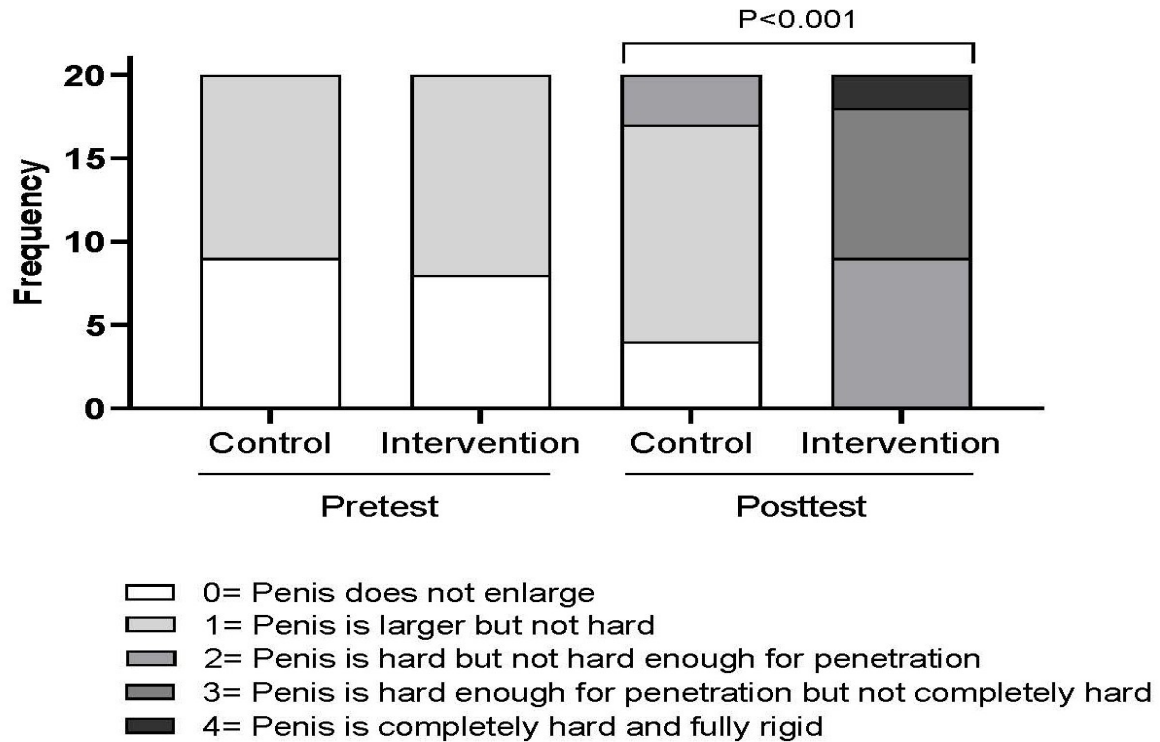 P<0.001
20
15
10
5
0
Frequency
Control Intervention Control Intervention
Pretest Posttest
0= Penis does not enlarge
1= Penis is larger but not hard
2= Penis is hard but not hard enough for penetration
3= Penis is hard enough for penetration but not completely hard
4= Penis is completely hard and fully rigid